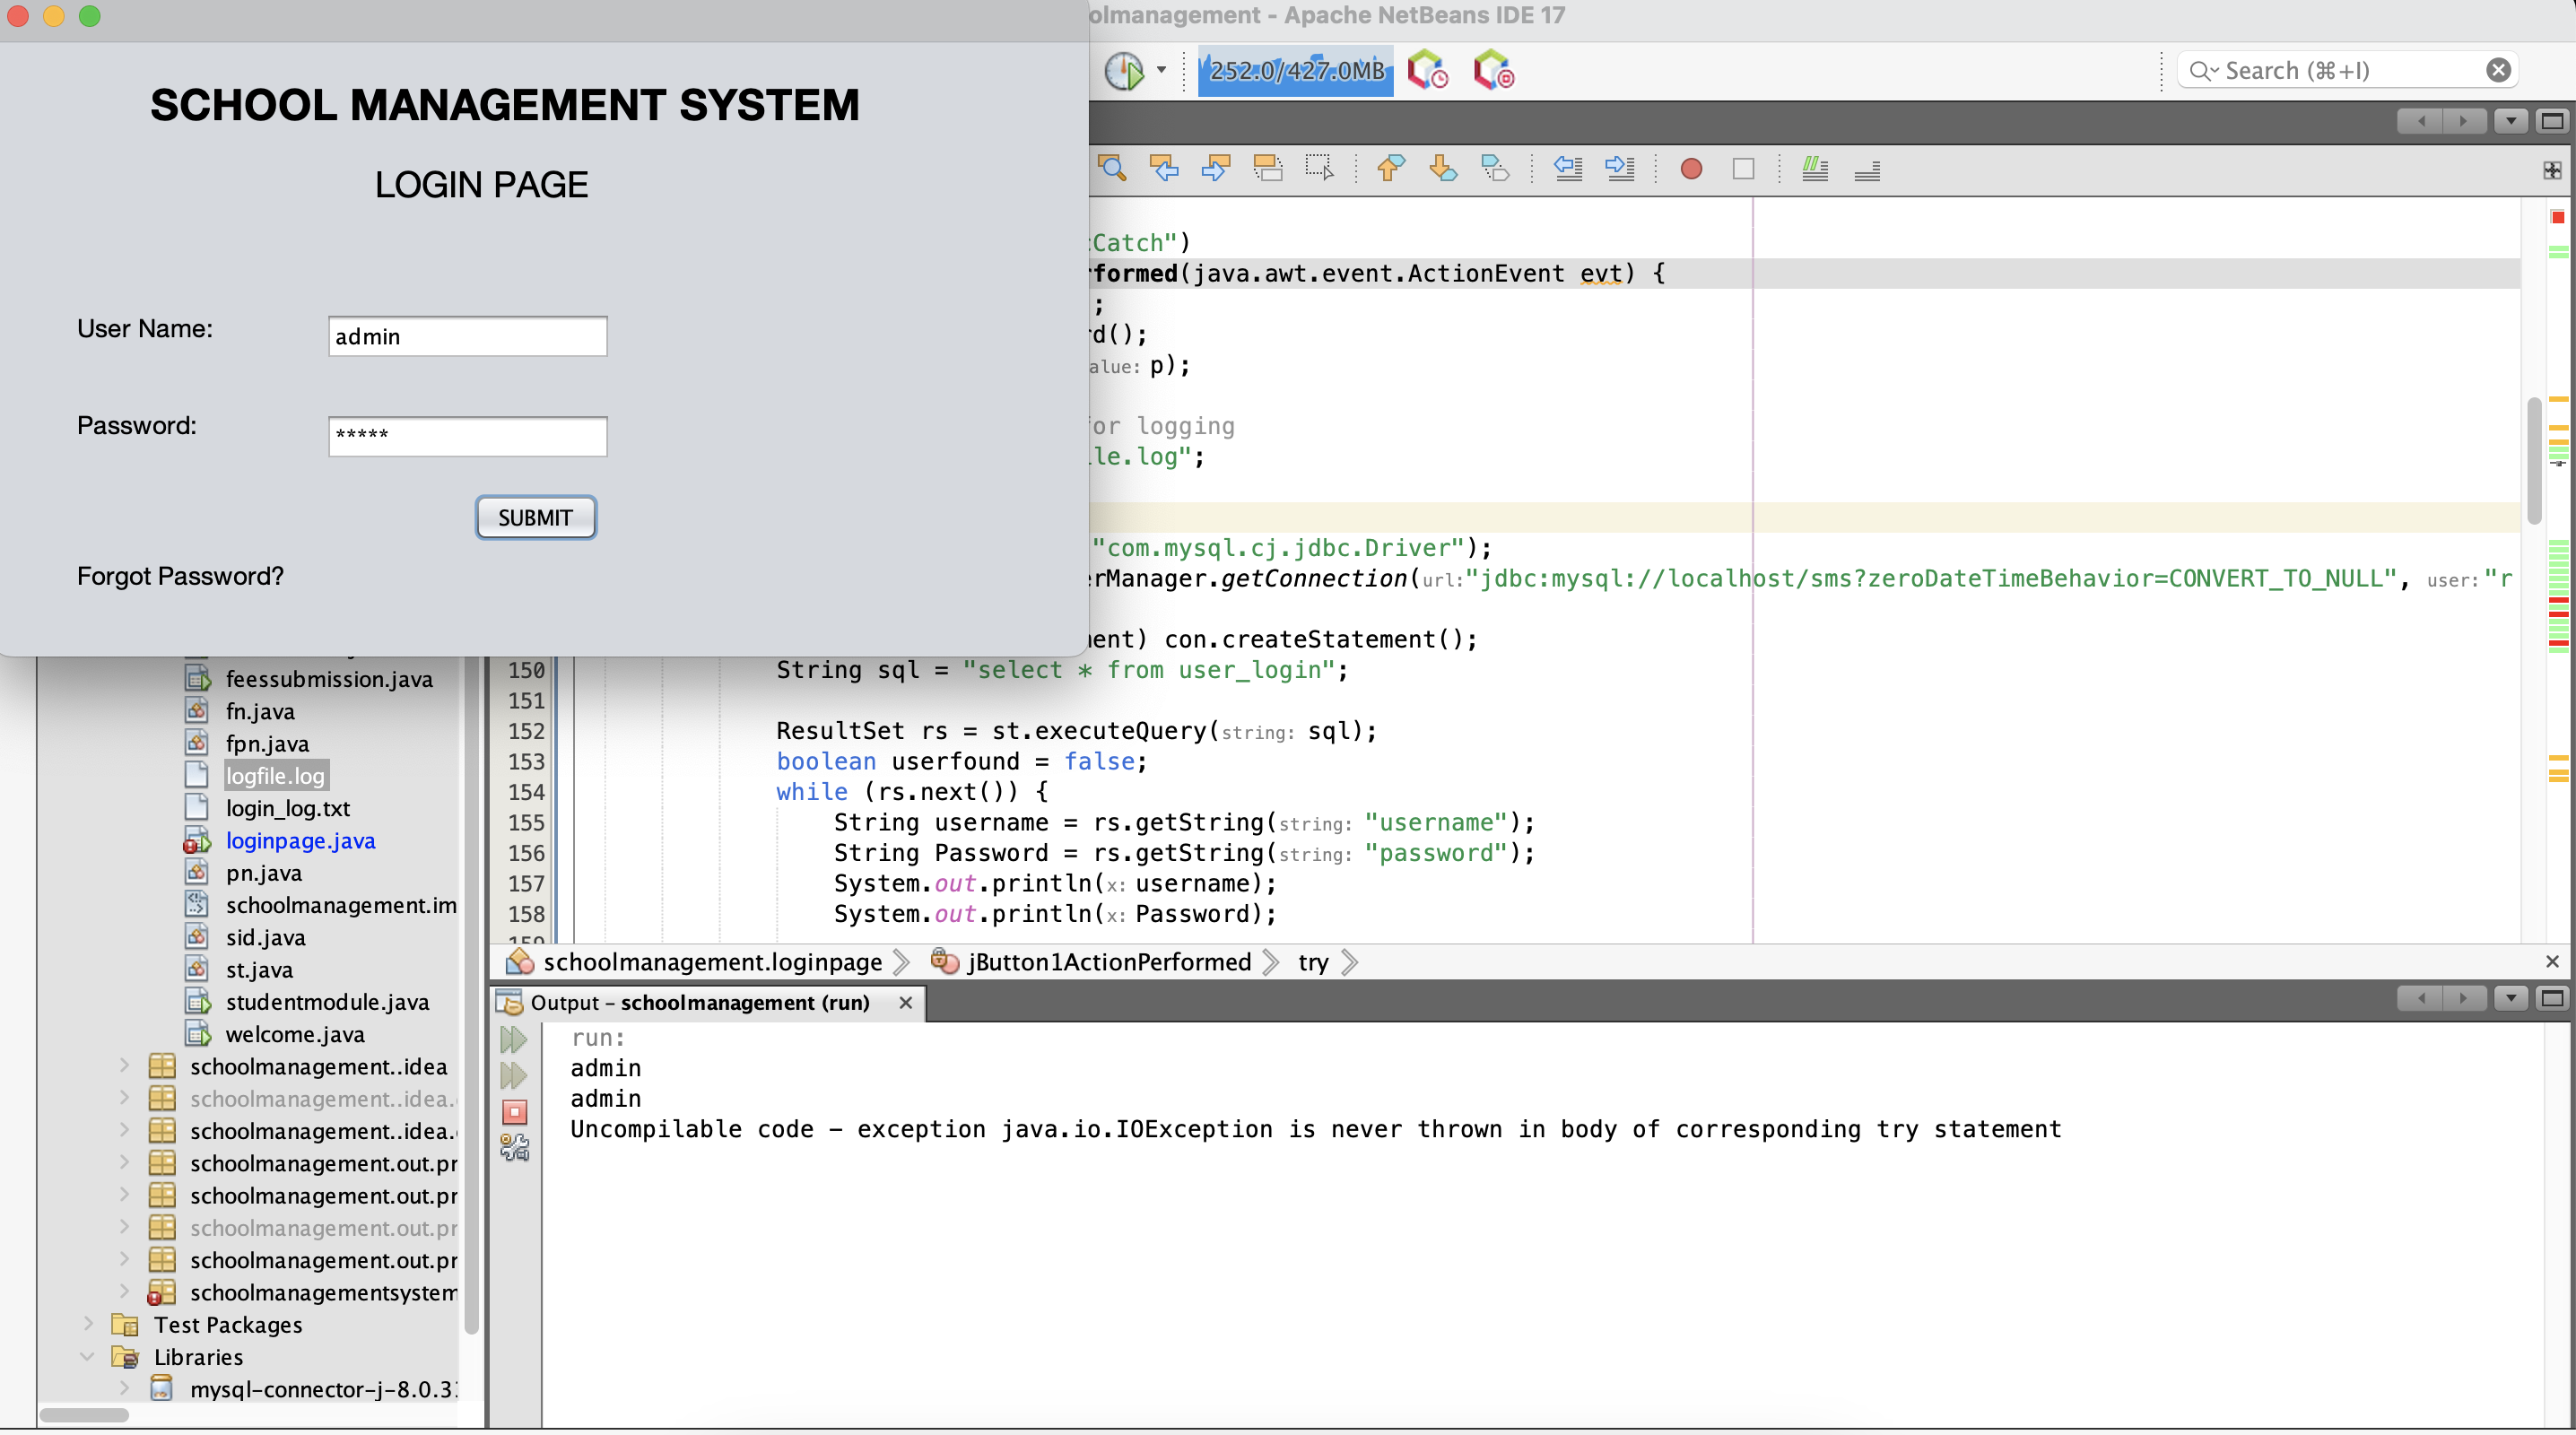 olmanagement - Apache NetBeans IDE 17
252.0/427.0MB
Search (⌘+I)
SCHOOL MANAGEMENT SYSTEM
LOGIN PAGE
User Name:
admin
Password:
*****
SUBMIT
Forgot Password?
Catch")
formed(java.awt.event.ActionEvent evt) {
;
d();
alue: p);
or logging
le.log";
"com.mysql.cj.jdbc.Driver");
erManager.getConnection(url:"jdbc:mysql://localhost/sms?zeroDateTimeBehavior=CONVERT_TO_NULL", user:"r
ent) con.createStatement();
150 String sql = "select * from user_login";
151
152 ResultSet rs = st.executeQuery(string: sql);
153 boolean userfound = false;
154 while (rs.next()) {
155 String username = rs.getString(string: "username");
156 String Password = rs.getString(string: "password");
157 System.out.println(x: username);
158 System.out.println(x: Password);
159
feessubmission.java
fn.java
fpn.java
logfile.log
login_log.txt
loginpage.java
pn.java
schoolmanagement.im
sid.java
st.java
studentmodule.java
welcome.java
schoolmanagement..idea
schoolmanagement..idea.
schoolmanagement..idea.
schoolmanagement.out.pr
schoolmanagement.out.pr
schoolmanagement.out.pr
schoolmanagement.out.pr
schoolmanagementsystem
Test Packages
Libraries
mysql-connector-j-8.0.3
schoolmanagement.loginpage
jButton1ActionPerformed
try
Output – schoolmanagement (run)
run:
admin
admin
Uncompilable code - exception java.io.IOException is never thrown in body of corresponding try statement